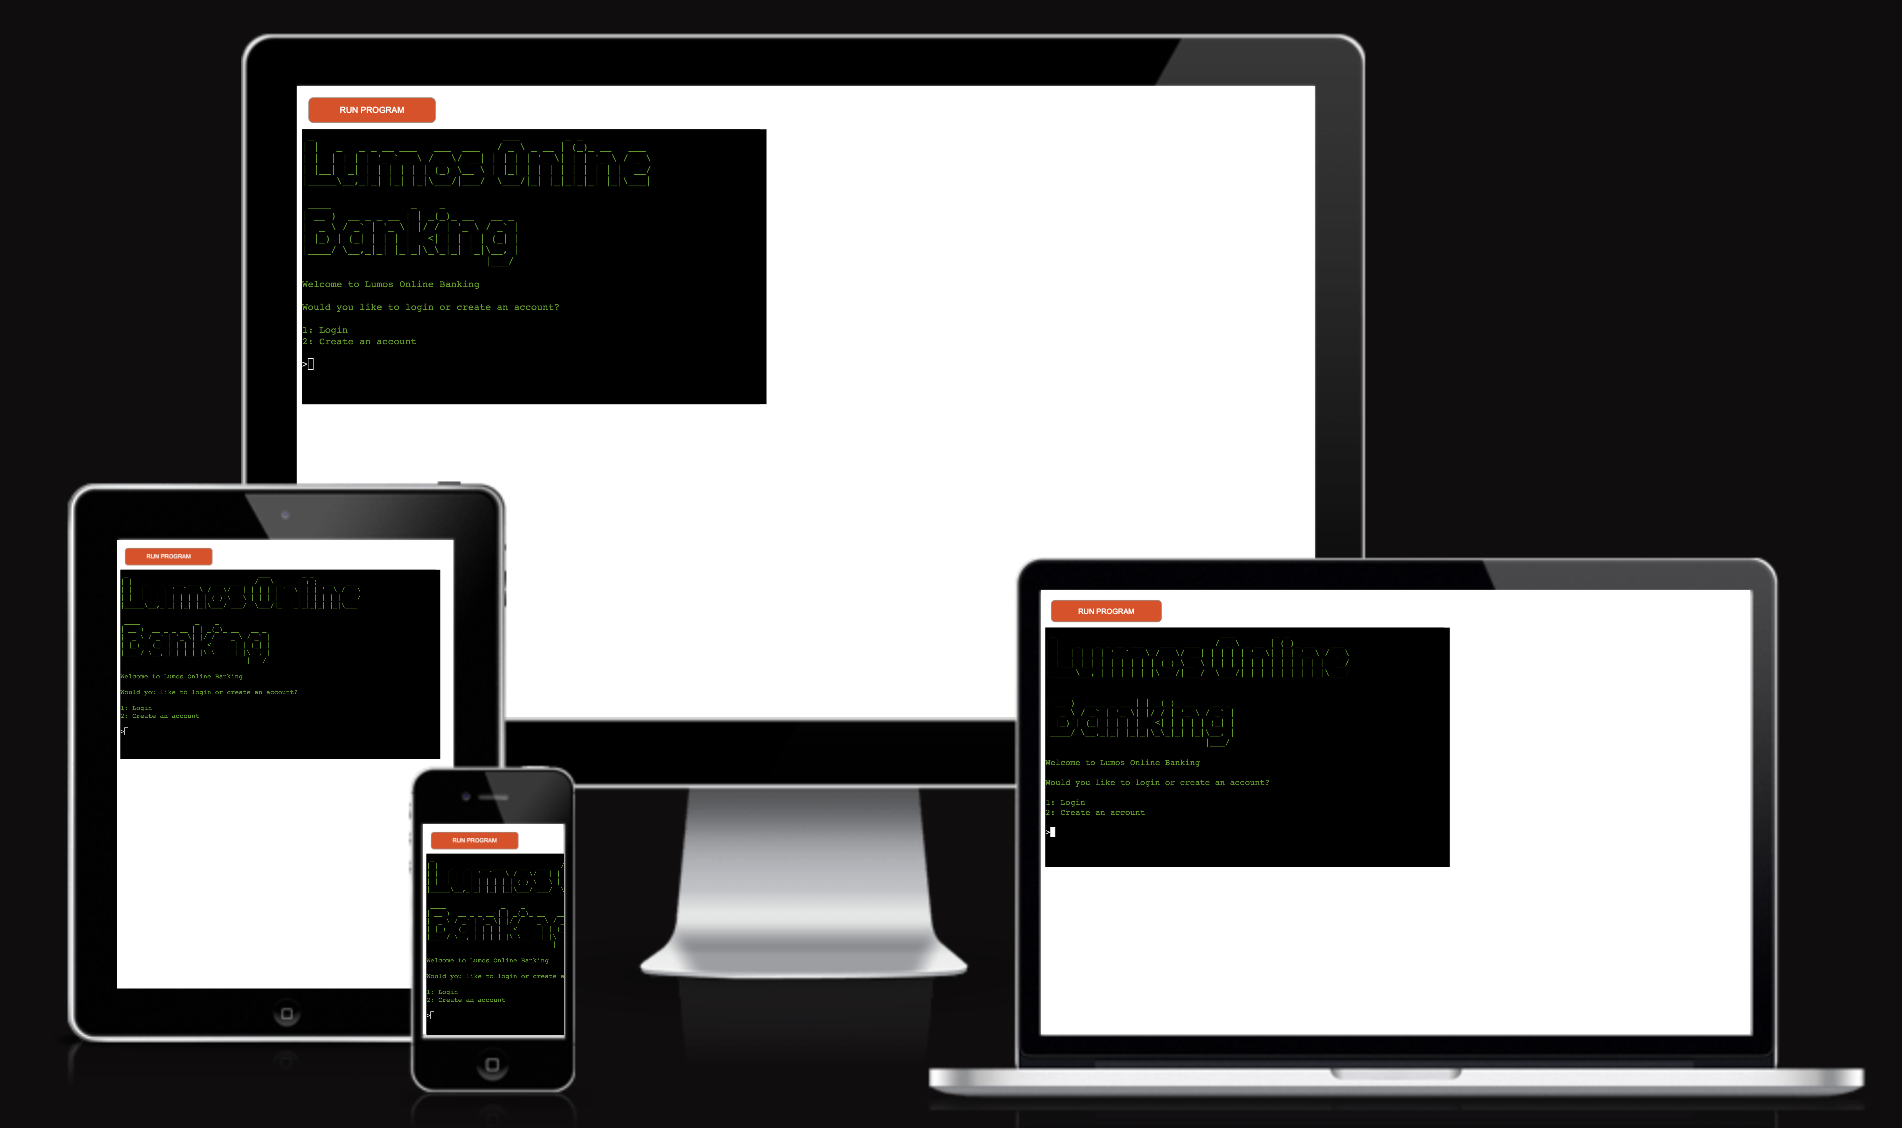 RUN PROGRAM
Lumos Online
Banking
Welcome to Lumos Online Banking
Would you like to login or create an account?
1: Login
2: Create an account
>
RUN PROGRAM
Lumos Online
Banking
Welcome to Lumos Online Banking
Would you like to login or create an account?
1: Login
2: Create an account
>
RUN PROGRAM
Lumos
Banking
Welcome to Lumos Online Banking
Would you like to login or create a
1: Login
2: Create an account
>
RUN PROGRAM
Lumos Online
Banking
Welcome to Lumos Online Banking
Would you like to login or create an account?
1: Login
2: Create an account
>